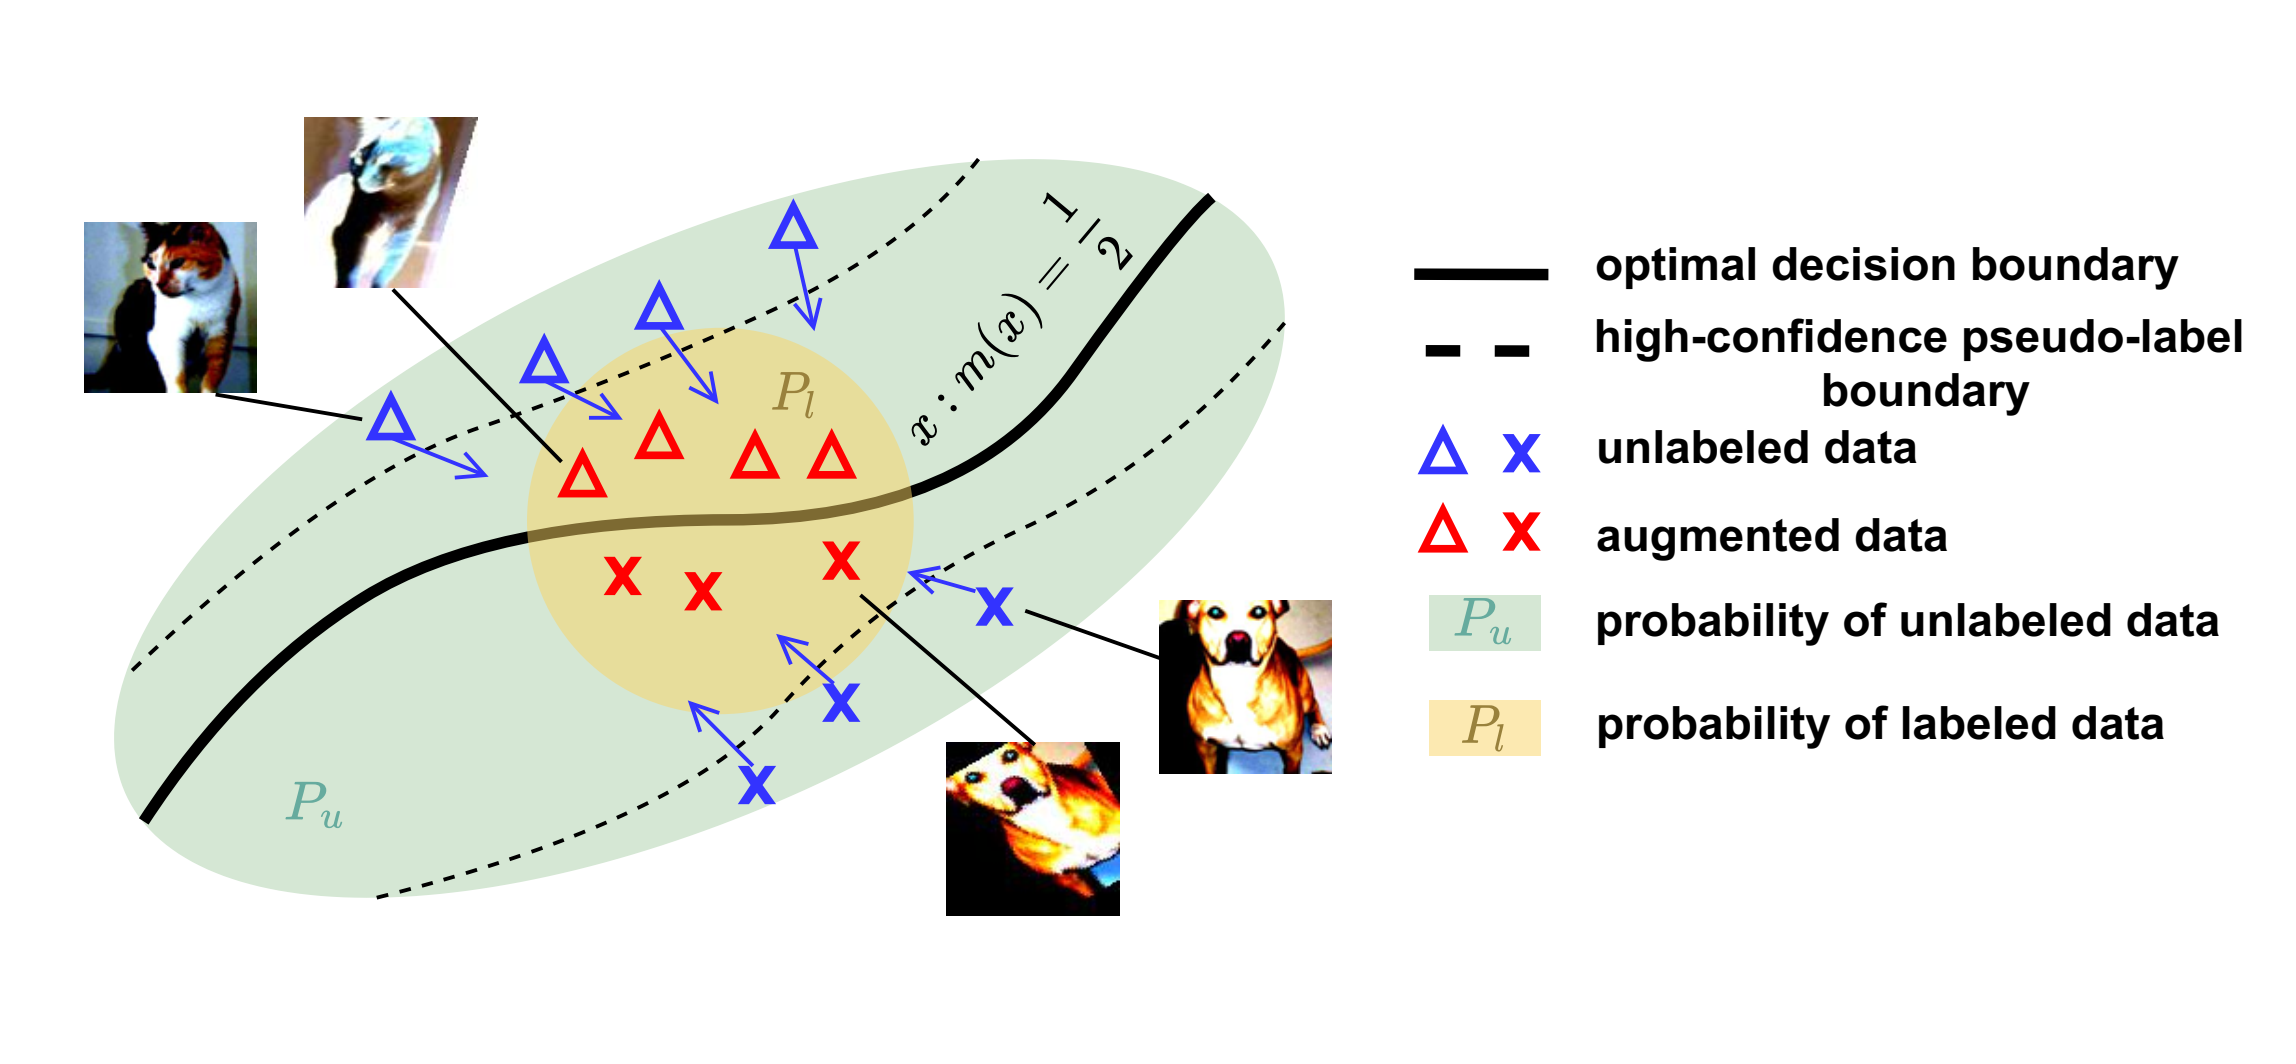 x : m(x) = 1/2
P_l
P_u
optimal decision boundary
high-confidence pseudo-label
boundary
X unlabeled data
X augmented data
P_u probability of unlabeled data
P_l probability of labeled data
X
X
X
X
X
X